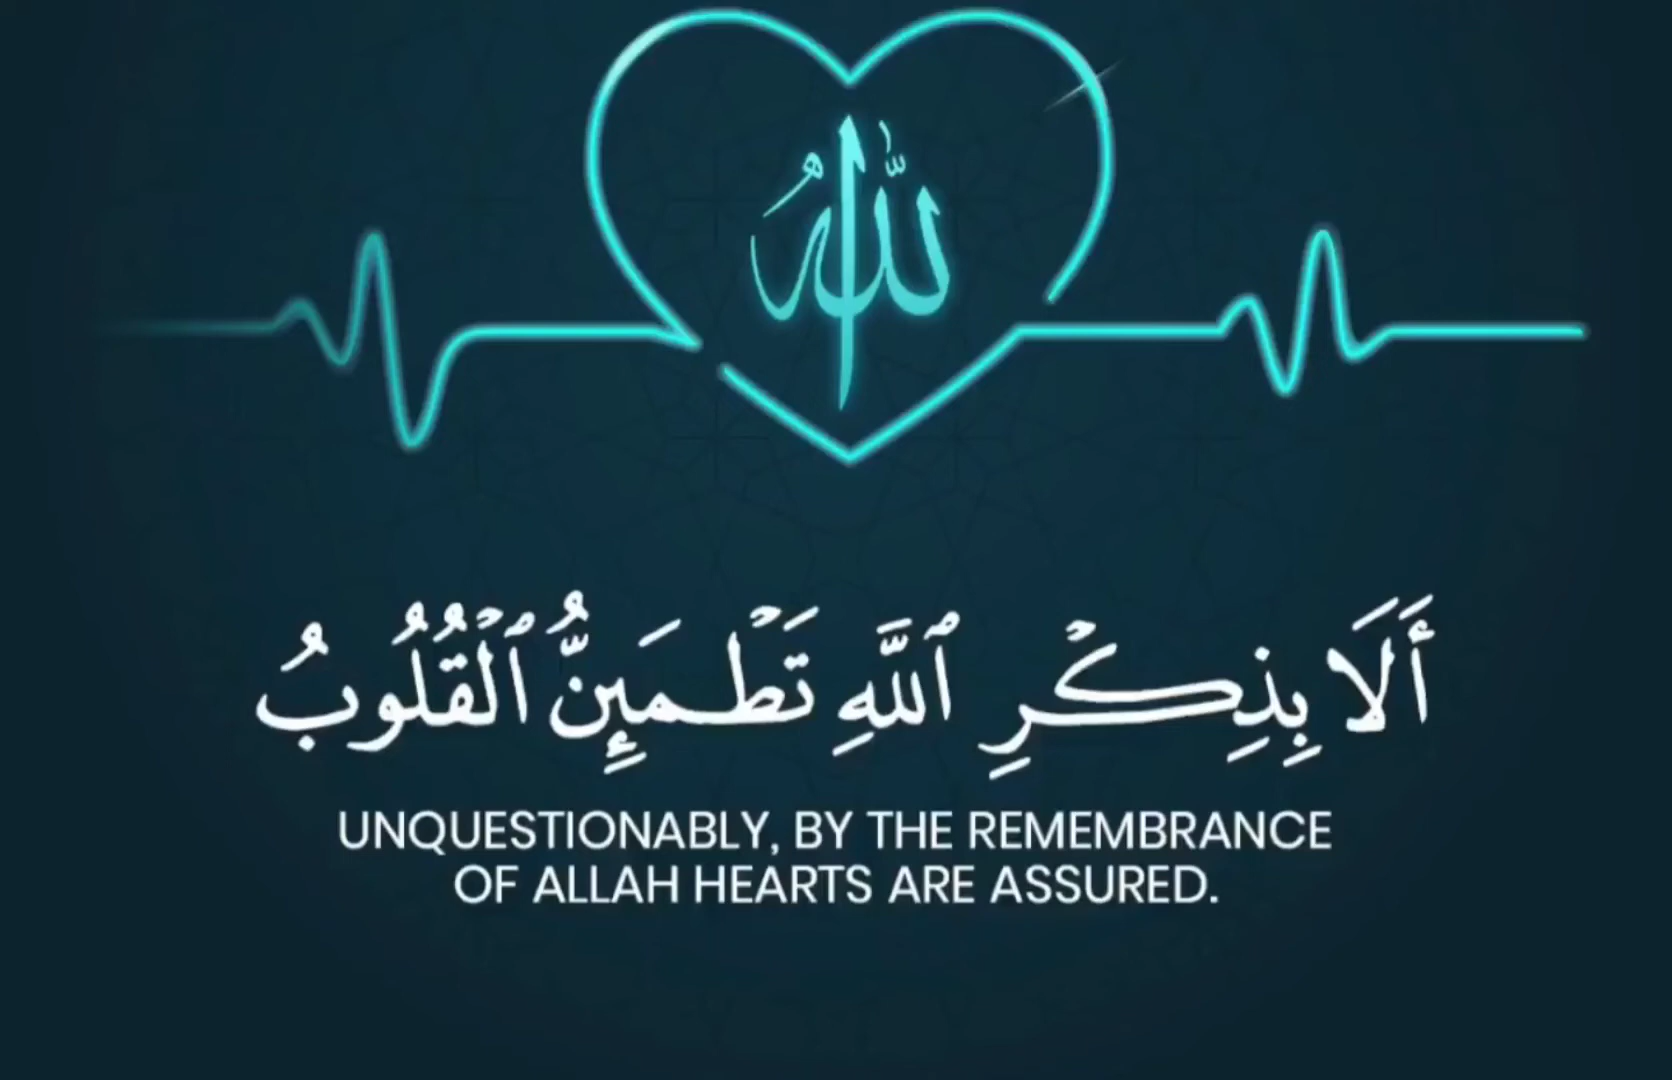 الله
أَلَا بِذِكْرِ ٱللَّهِ تَطْمَئِنُّ ٱلْقُلُوبُ
UNQUESTIONABLY, BY THE REMEMBRANCE
OF ALLAH HEARTS ARE ASSURED.